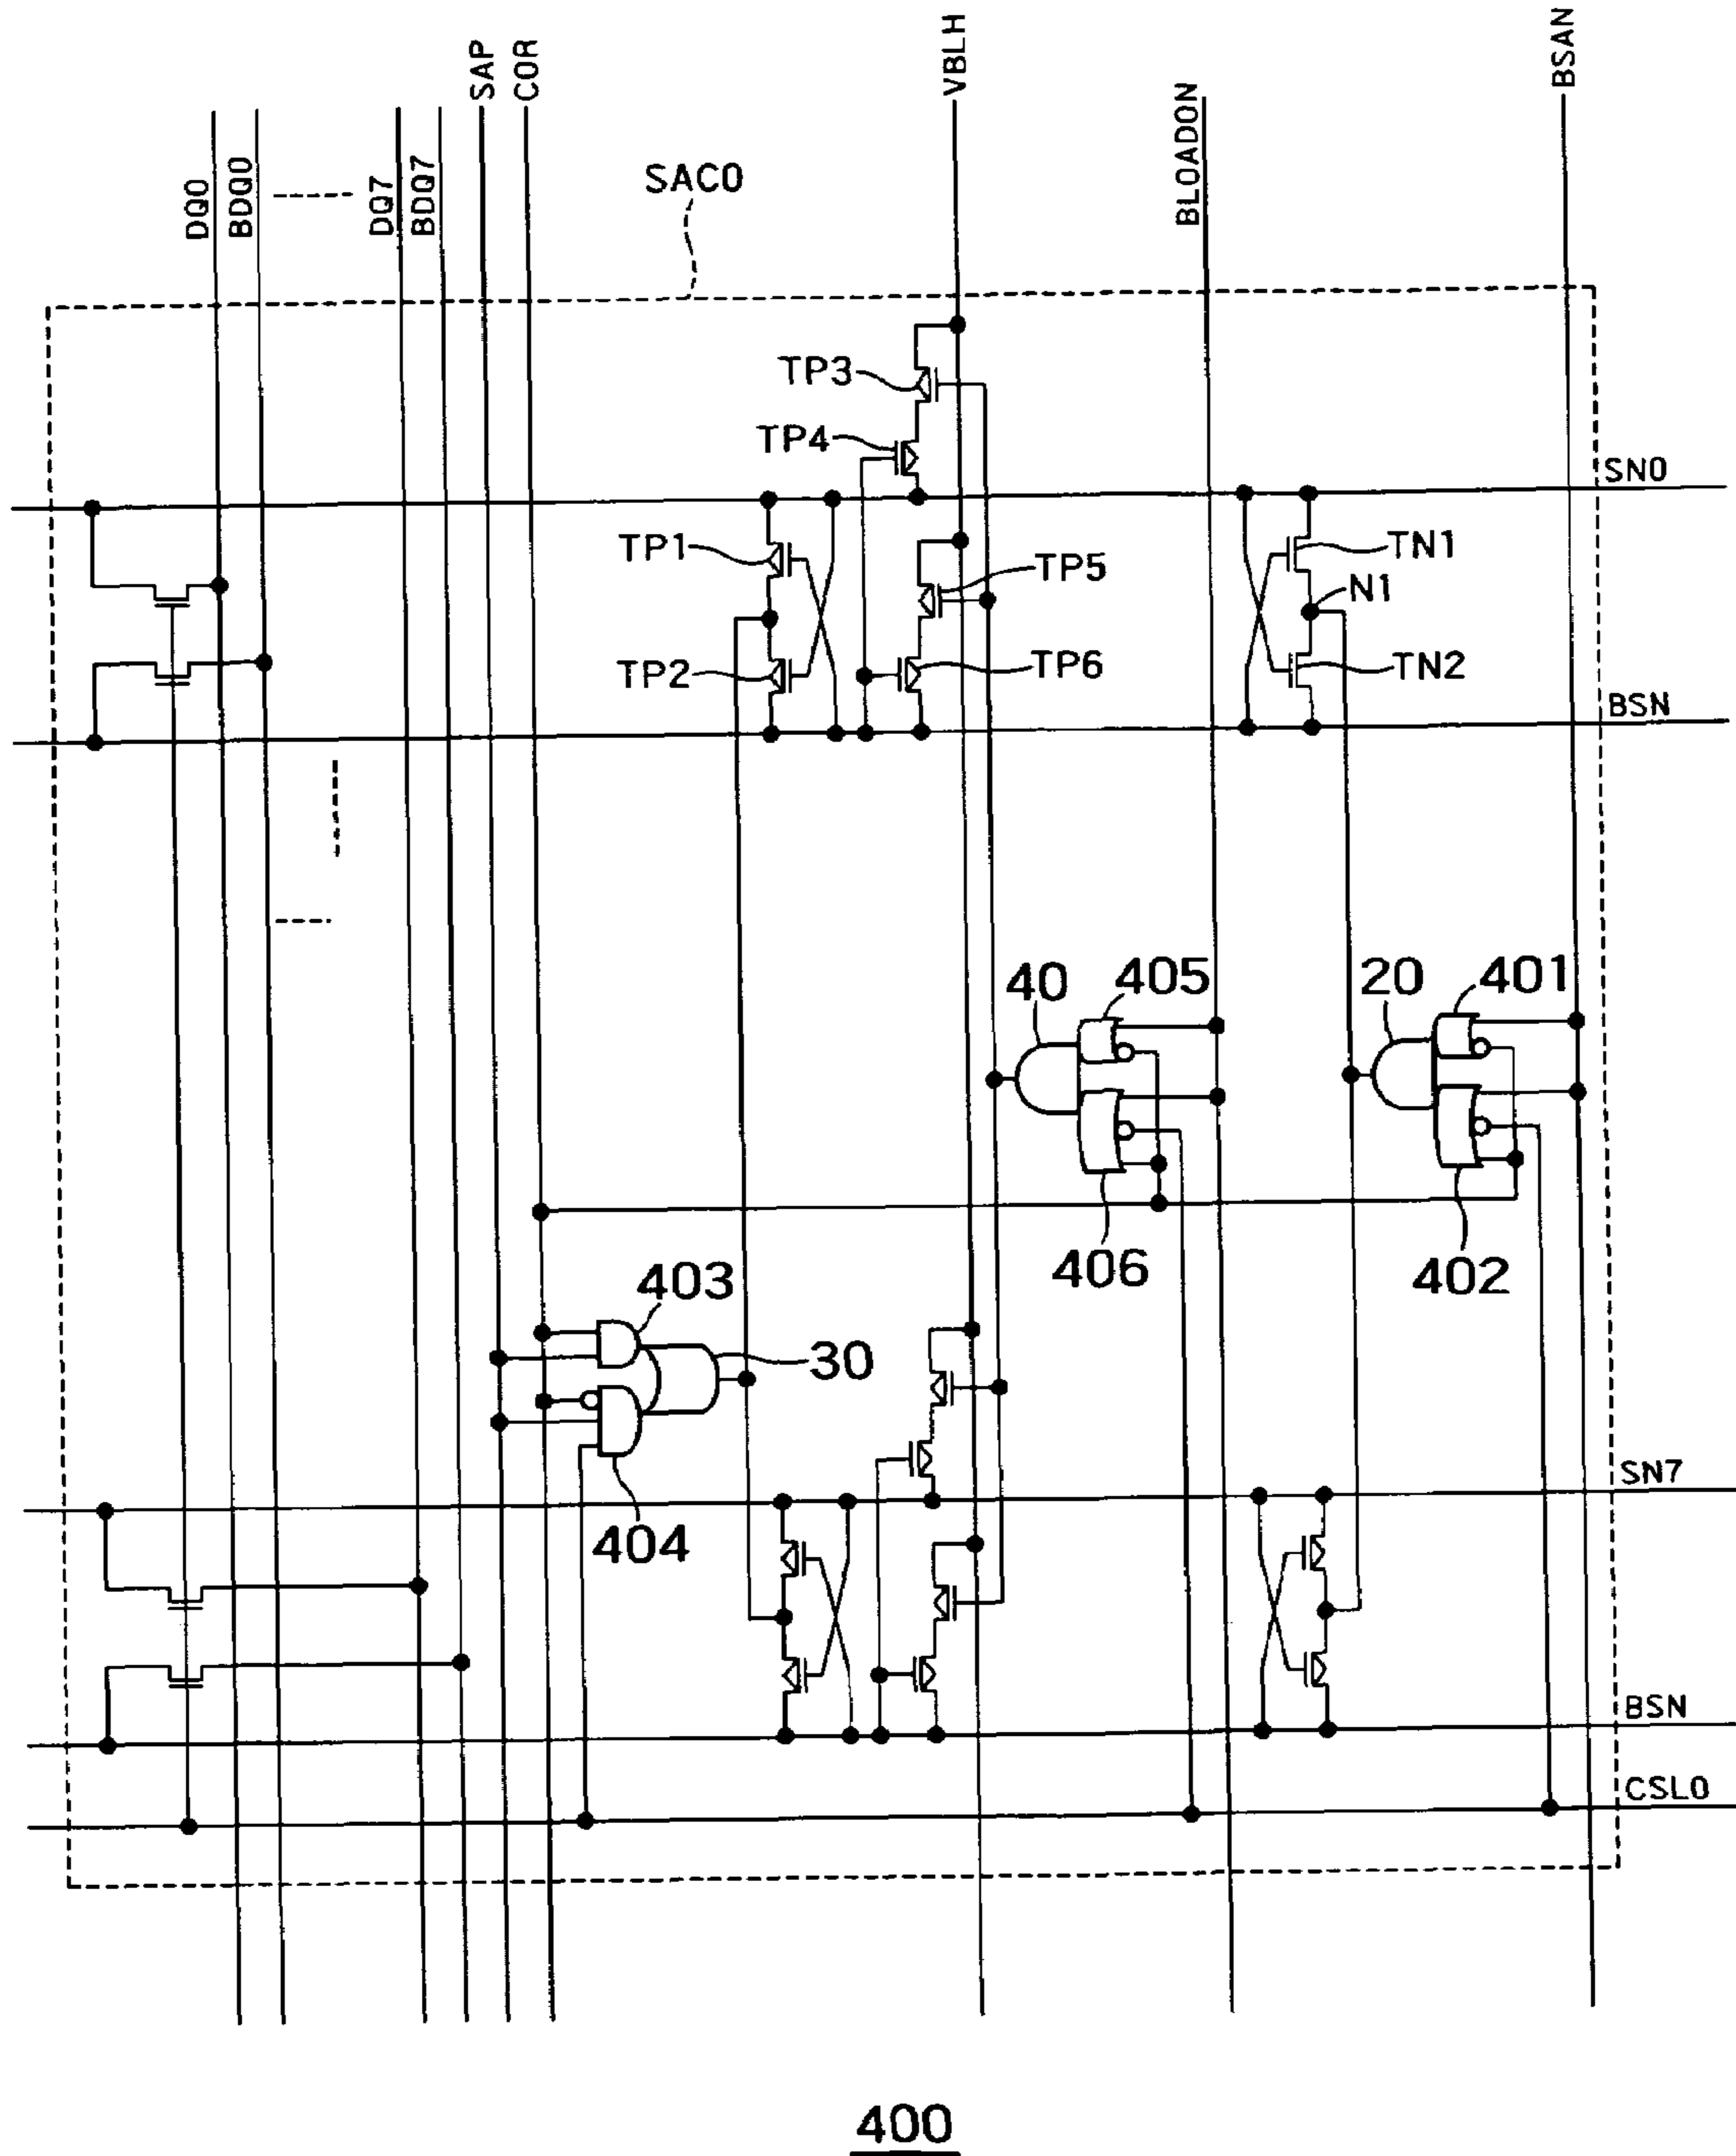 DQ0
BDQ0
DQ7
BDQ7
SAP
COR
VBLH
BLOADON
BSAN
SAC0
TP3
TP4
SN0
TP1
TP5
TN1
N1
TP2
TP6
TN2
BSN
40
405
20
401
406
402
403
30
404
SN7
BSN
CSL0
400